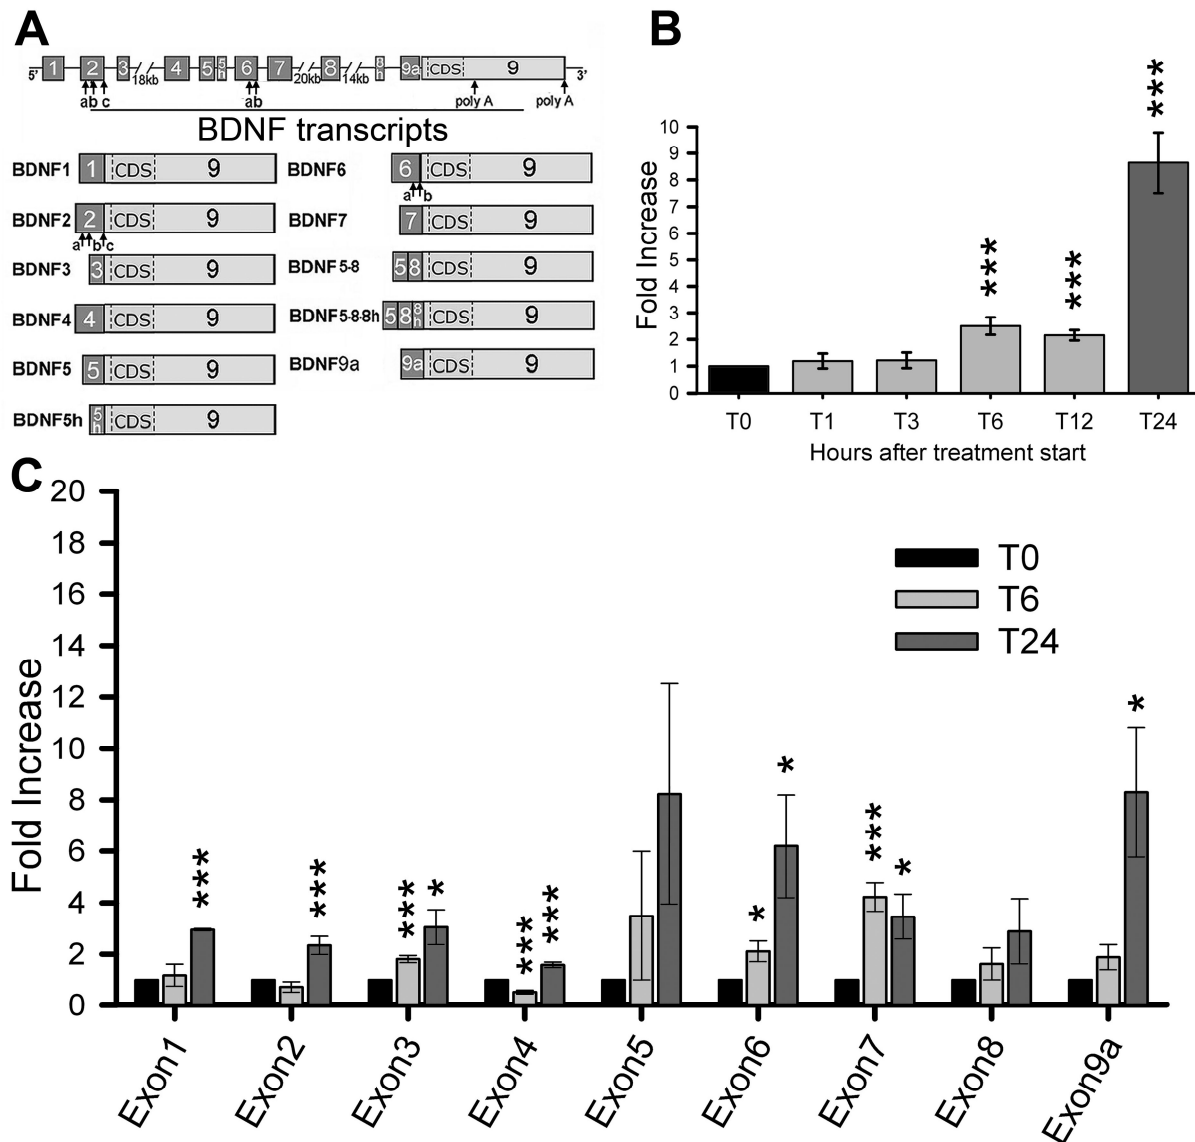 A
5' 1 2 3 18kb 4 5 5h 6 7 20kb 8 14kb 8h 9a CDS 9 3'
ab c ab poly A poly A
BDNF transcripts
BDNF1 1 CDS 9
BDNF2 2 CDS 9
a b c
BDNF3 3 CDS 9
BDNF4 4 CDS 9
BDNF5 5 CDS 9
BDNF5h 5h CDS 9
BDNF6 6 CDS 9
a b
BDNF7 7 CDS 9
BDNF5-8 5 8 CDS 9
BDNF5-8-8h 5 8 8h CDS 9
BDNF9a 9a CDS 9
B
Fold Increase
10
9
8
7
6
5
4
3
2
1
0
***
***
***
T0 T1 T3 T6 T12 T24
Hours after treatment start
C
Fold Increase
20
18
16
14
12
10
8
6
4
2
0
T0
T6
T24
***
***
***
*
***
***
*
*
***
*
*
Exon1 Exon2 Exon3 Exon4 Exon5 Exon6 Exon7 Exon8 Exon9a